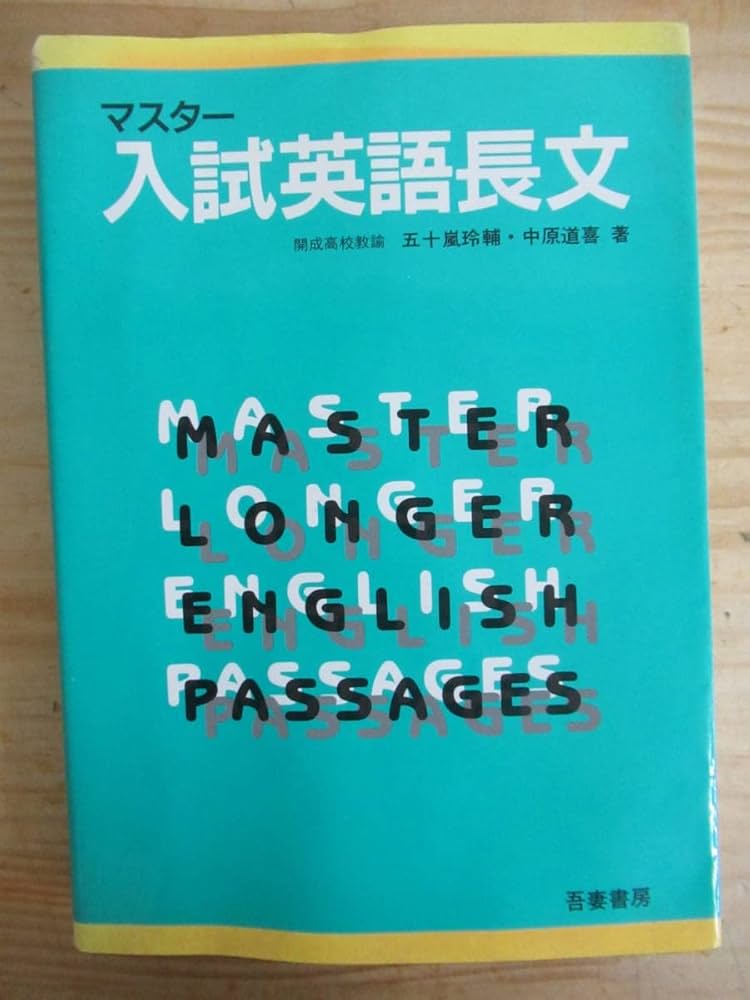 マスター
入試英語長文
開成高校教諭 五十嵐玲輔・中原道喜 著
MASTER
LONGER
ENGLISH
PASSAGES
吾妻書房